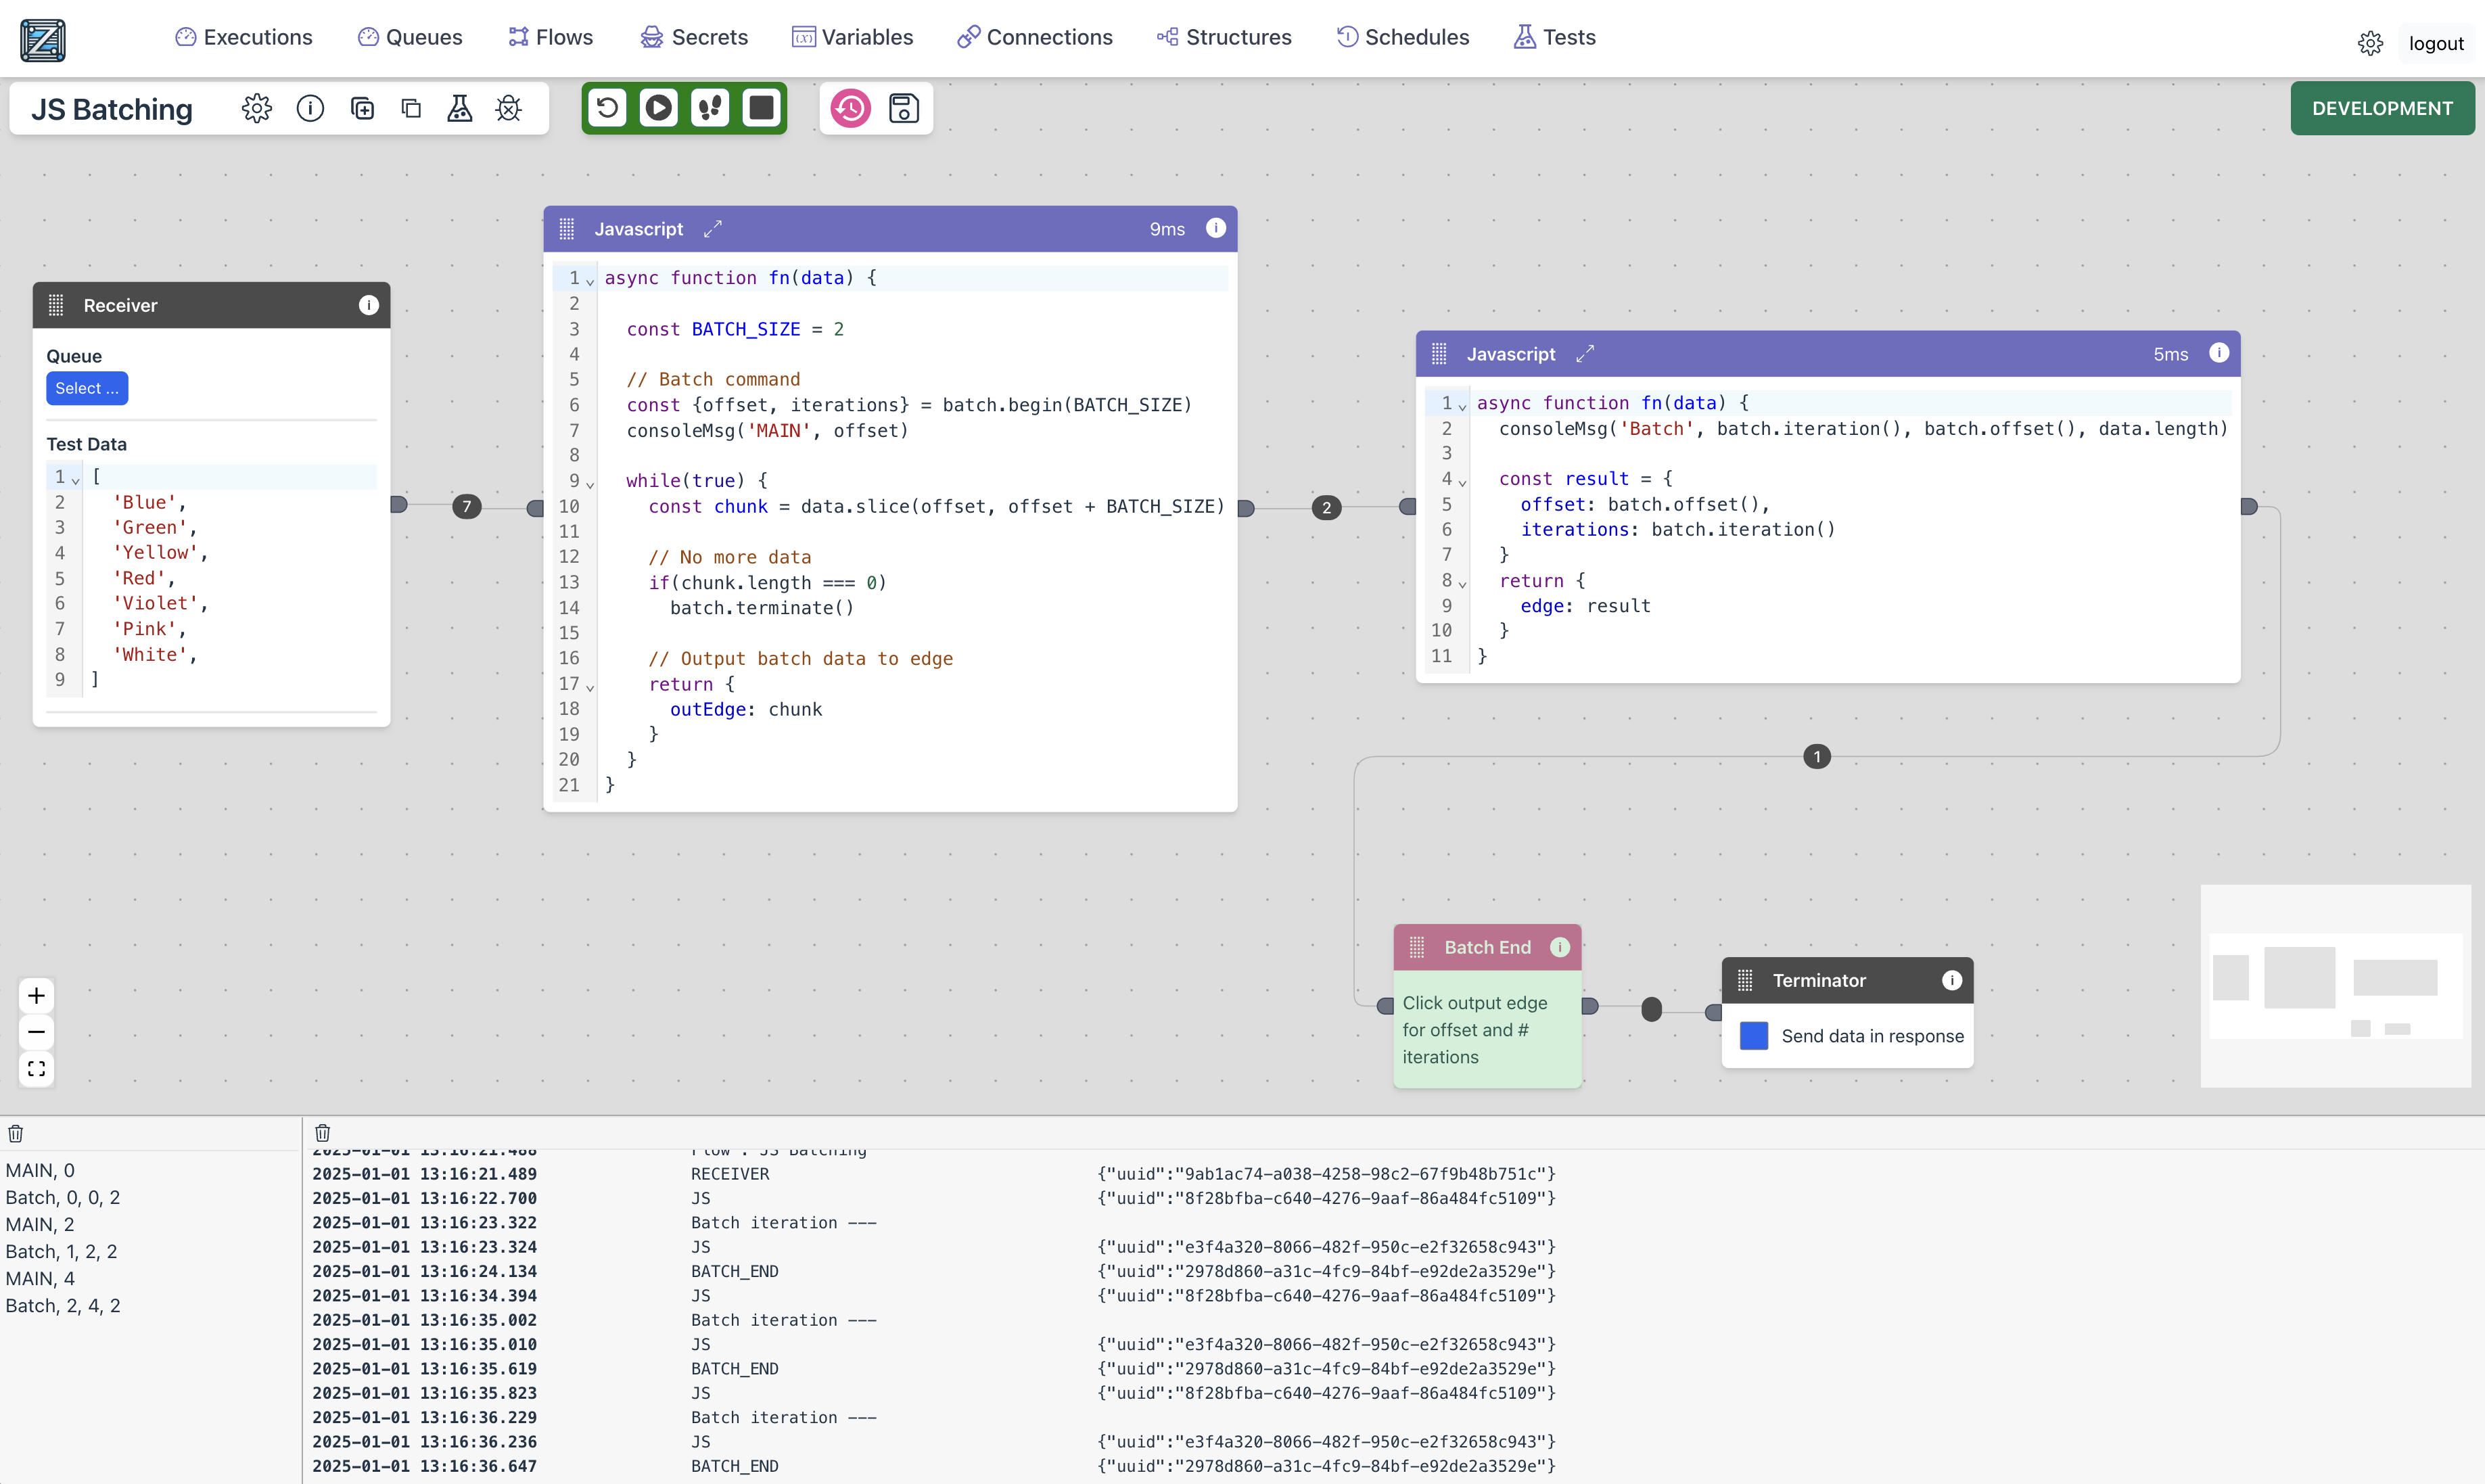 Executions Queues Flows Secrets Variables Connections Structures Schedules Tests logout
JS Batching
DEVELOPMENT
Receiver
Queue
Select ...
Test Data
1 [
2 'Blue',
3 'Green',
4 'Yellow',
5 'Red',
6 'Violet',
7 'Pink',
8 'White',
9 ]
7
Javascript 9ms
1 async function fn(data) {
2
3 const BATCH_SIZE = 2
4
5 // Batch command
6 const {offset, iterations} = batch.begin(BATCH_SIZE)
7 consoleMsg('MAIN', offset)
8
9 while(true) {
10 const chunk = data.slice(offset, offset + BATCH_SIZE)
11
12 // No more data
13 if(chunk.length === 0)
14 batch.terminate()
15
16 // Output batch data to edge
17 return {
18 outEdge: chunk
19 }
20 }
21 }
2
Javascript 5ms
1 async function fn(data) {
2 consoleMsg('Batch', batch.iteration(), batch.offset(), data.length)
3
4 const result = {
5 offset: batch.offset(),
6 iterations: batch.iteration()
7 }
8 return {
9 edge: result
10 }
11 }
1
Batch End
Click output edge
for offset and #
iterations
Terminator
Send data in response
MAIN, 0
Batch, 0, 0, 2
MAIN, 2
Batch, 1, 2, 2
MAIN, 4
Batch, 2, 4, 2
2025-01-01 13:16:21.488 Flow : JS Batching
2025-01-01 13:16:21.489 RECEIVER {"uuid":"9ab1ac74-a038-4258-98c2-67f9b48b751c"}
2025-01-01 13:16:22.700 JS {"uuid":"8f28bfba-c640-4276-9aaf-86a484fc5109"}
2025-01-01 13:16:23.322 Batch iteration ---
2025-01-01 13:16:23.324 JS {"uuid":"e3f4a320-8066-482f-950c-e2f32658c943"}
2025-01-01 13:16:24.134 BATCH_END {"uuid":"2978d860-a31c-4fc9-84bf-e92de2a3529e"}
2025-01-01 13:16:34.394 JS {"uuid":"8f28bfba-c640-4276-9aaf-86a484fc5109"}
2025-01-01 13:16:35.002 Batch iteration ---
2025-01-01 13:16:35.010 JS {"uuid":"e3f4a320-8066-482f-950c-e2f32658c943"}
2025-01-01 13:16:35.619 BATCH_END {"uuid":"2978d860-a31c-4fc9-84bf-e92de2a3529e"}
2025-01-01 13:16:35.823 JS {"uuid":"8f28bfba-c640-4276-9aaf-86a484fc5109"}
2025-01-01 13:16:36.229 Batch iteration ---
2025-01-01 13:16:36.236 JS {"uuid":"e3f4a320-8066-482f-950c-e2f32658c943"}
2025-01-01 13:16:36.647 BATCH_END {"uuid":"2978d860-a31c-4fc9-84bf-e92de2a3529e"}